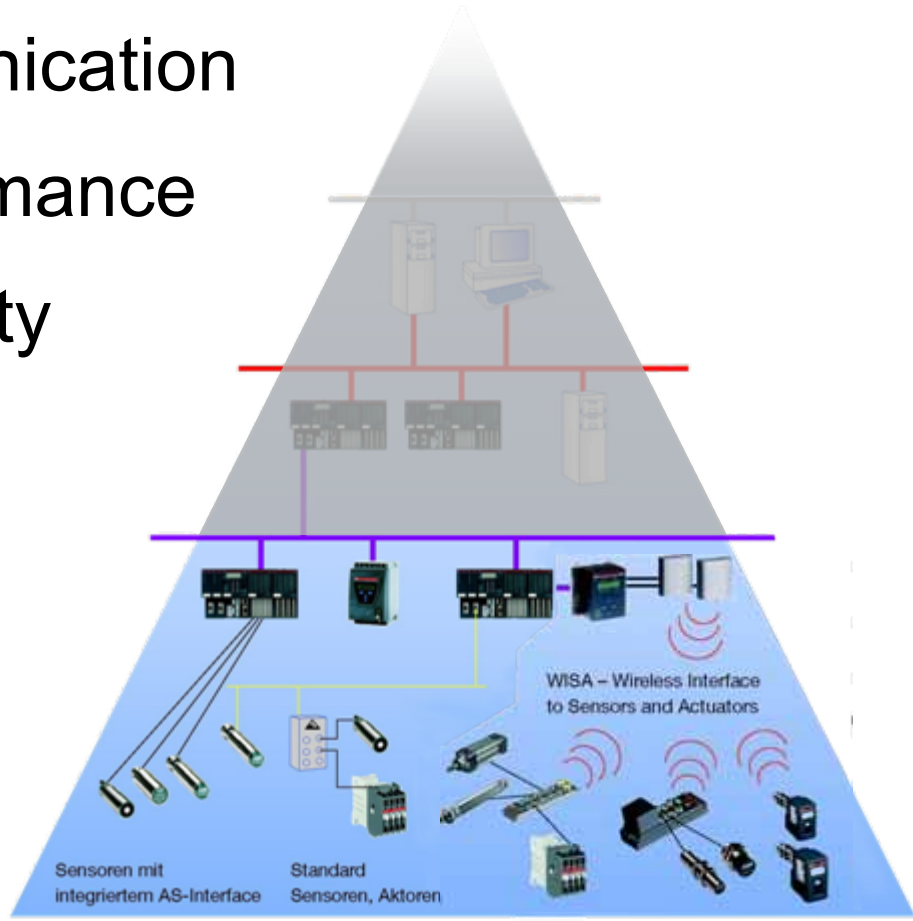 nication
mance
ty
WISA – Wireless Interface
to Sensors and Actuators
Sensoren mit
integriertem AS-Interface
Standard
Sensoren, Aktoren